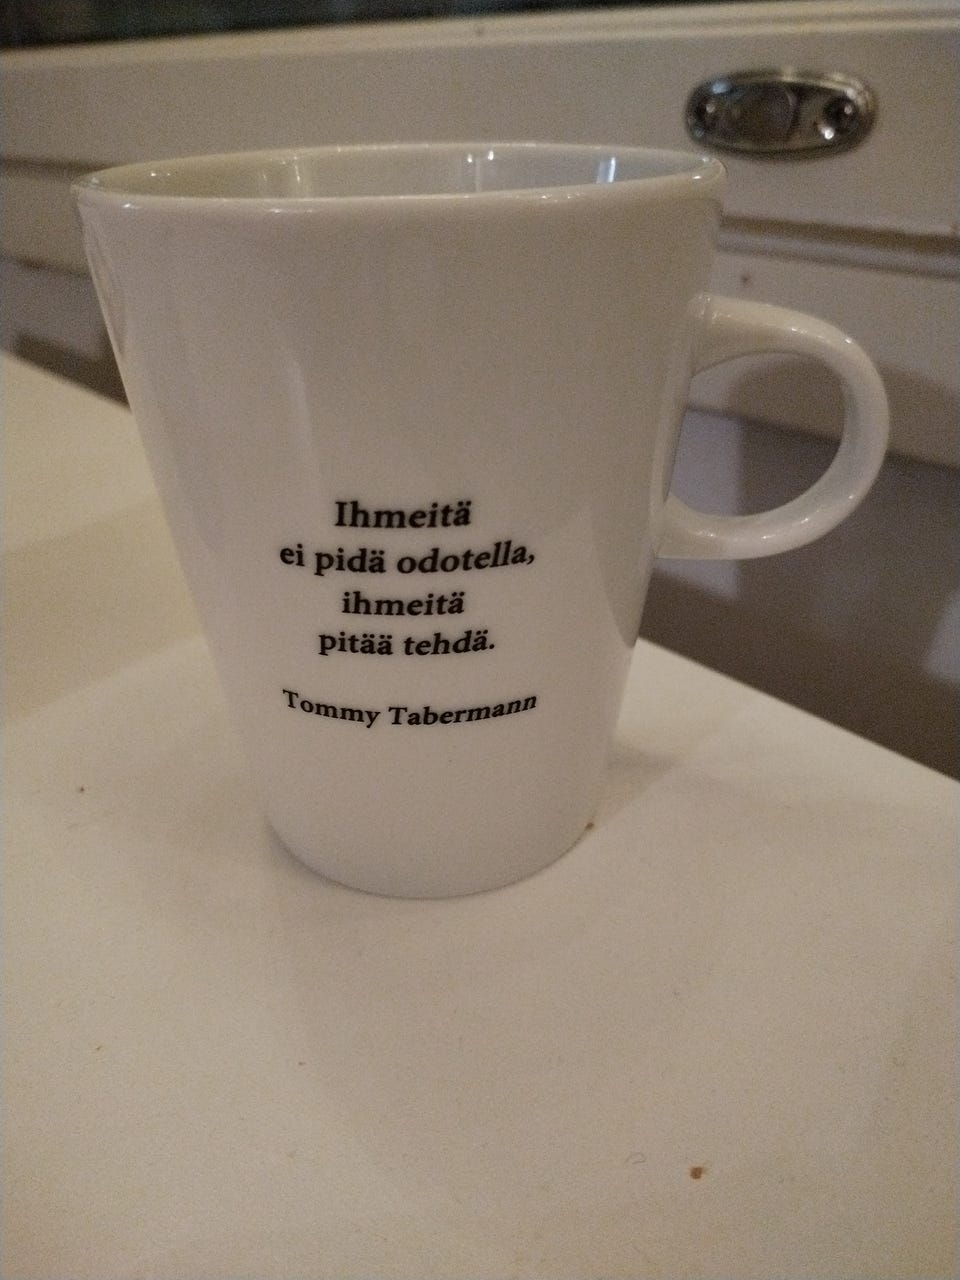 Ihmeitä
ei pidä odotella,
ihmeitä
pitää tehdä.
Tommy Tabermann